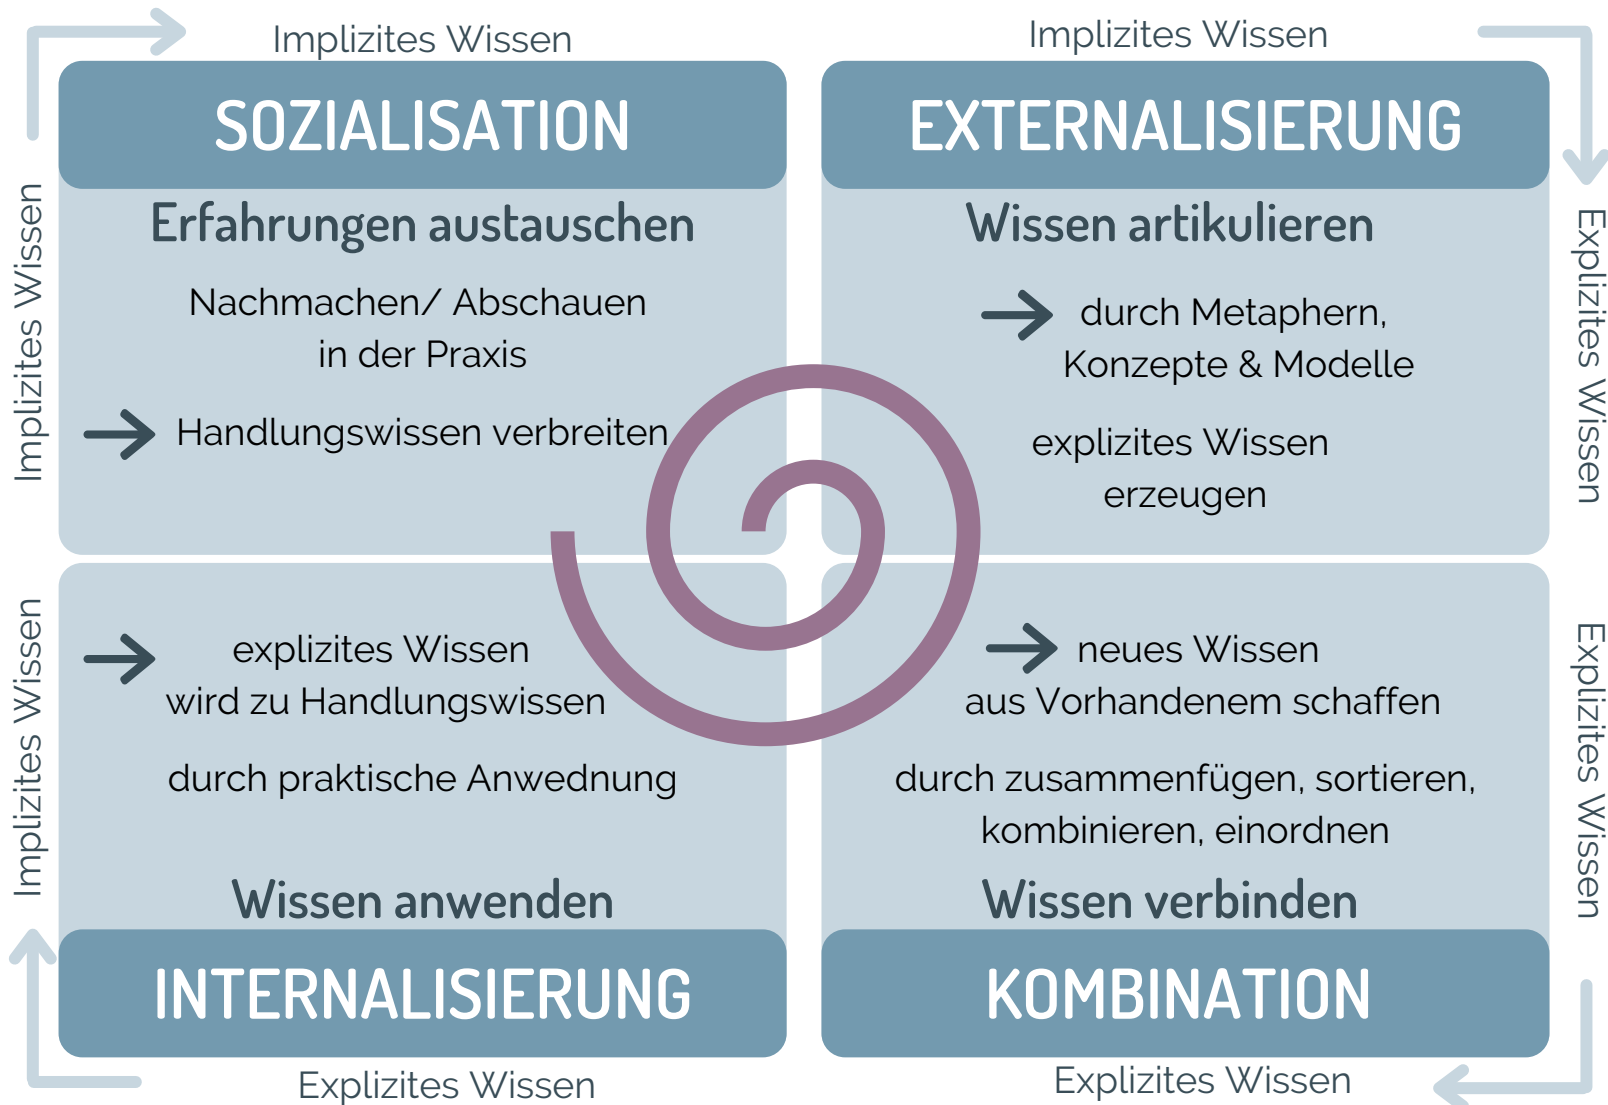 Implizites Wissen
Implizites Wissen
SOZIALISATION
EXTERNALISIERUNG
Implizites Wissen
Erfahrungen austauschen
Nachmachen/ Abschauen
in der Praxis
Handlungswissen verbreiten
Wissen artikulieren
durch Metaphern,
Konzepte & Modelle
explizites Wissen
erzeugen
Explizites Wissen
Implizites Wissen
explizites Wissen
wird zu Handlungswissen
durch praktische Anwednung
Wissen anwenden
INTERNALISIERUNG
Explizites Wissen
neues Wissen
aus Vorhandenem schaffen
durch zusammenfügen, sortieren,
kombinieren, einordnen
Wissen verbinden
KOMBINATION
Explizites Wissen
Explizites Wissen